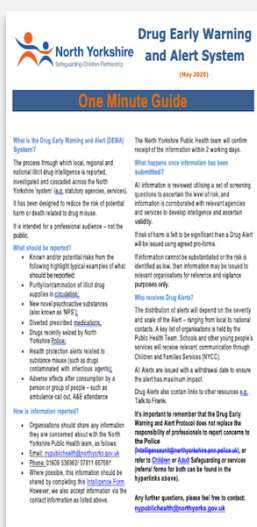 North Yorkshire
Safeguarding Children Partnership
Drug Early Warning
and Alert System
(May 2020)
One Minute Guide
What is the Drug Early Warning and Alert (DEWA)
System?
The process through which local, regional and
national illicit drug intelligence is reported,
investigated and cascaded across the North
Yorkshire 'system' (e.g. statutory agencies, services).
It has been designed to reduce the risk of potential
harm or death related to drug misuse.
It is intended for a professional audience – not the
public.
What should be reported?
• Known and/or potential risks from the
following highlight typical examples of what
should be reported:
• Purity/contamination of illicit drug
supplies in circulation;
• New novel psychoactive substances
(also known as 'NPS');
• Diverted prescribed medications;
• Drugs recently seized by North
Yorkshire Police;
• Health protection alerts related to
substance misuse (such as drugs
contaminated with infectious agents);
• Adverse effects after consumption by a
person or group of people – such as
ambulance call out, A&E attendance
How is information reported?
• Organisations should share any information
they are concerned about with the North
Yorkshire Public Health team, as follows:
• Email: nypublichealth@northyorks.gov.uk
• Phone: 01609 536962/ 07811 657681
• Where possible, this information should be
shared by completing this Intelligence Form.
However, we also accept information via the
contact information as listed above.
The North Yorkshire Public Health team will confirm
receipt of the information within 2 working days.
What happens once information has been
submitted?
All information is reviewed utilising a set of screening
questions to ascertain the level of risk; and
information is corroborated with relevant agencies
and services to develop intelligence and ascertain
validity.
If risk of harm is felt to be significant then a Drug Alert
will be issued using agreed pro-forma.
If information cannot be substantiated or the risk is
identified as low, then information may be issued to
relevant organisations for reference and vigilance
purposes only.
Who receives Drug Alerts?
The distribution of alerts will depend on the severity
and scale of the Alert – ranging from local to national
contacts. A key list of organisations is held by the
Public Health Team. Schools and other young people's
services will receive relevant communication through
Children and Families Services (NYCC).
All Alerts are issued with a withdrawal date to ensure
the alert has maximum impact.
Drug Alerts also contain links to other resources e.g.
Talk to Frank.
It's important to remember that the Drug Early
Warning and Alert Protocol does not replace the
responsibility of professionals to report concerns to
the Police
(intelligenceunit@northyorkshire.pnn.police.uk), or
refer to Children or Adult Safeguarding or services
(referral forms for both can be found in the
hyperlinks above).
Any further questions, please feel free to contact:
nypublichealth@northyorks.gov.uk